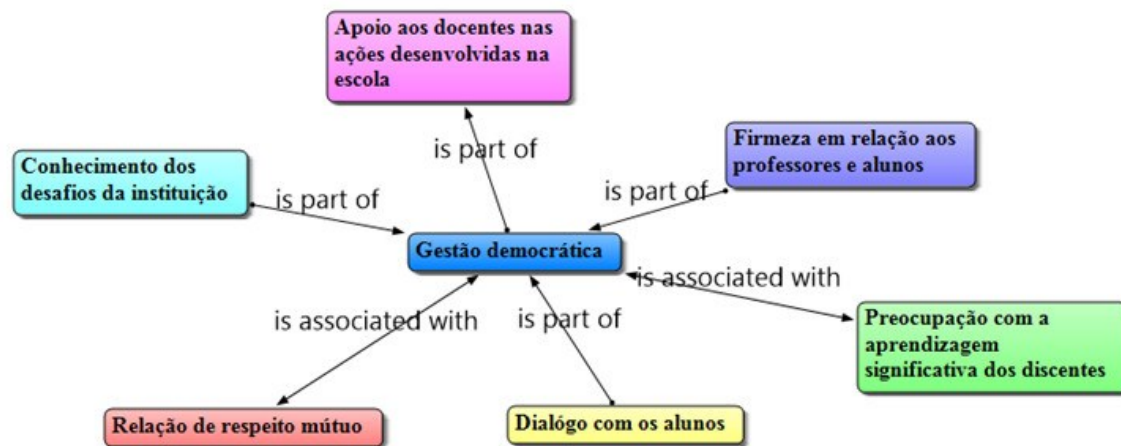 Apoio aos docentes nas
ações desenvolvidas na
escola
is part of
Firmeza em relação aos
professores e alunos
Conhecimento dos
desafios da instituição
is part of
is part of
Gestão democrática
is associated with
is associated with
is part of
Preocupação com a
aprendizagem
significativa dos discentes
Relação de respeito mútuo
Dialógo com os alunos